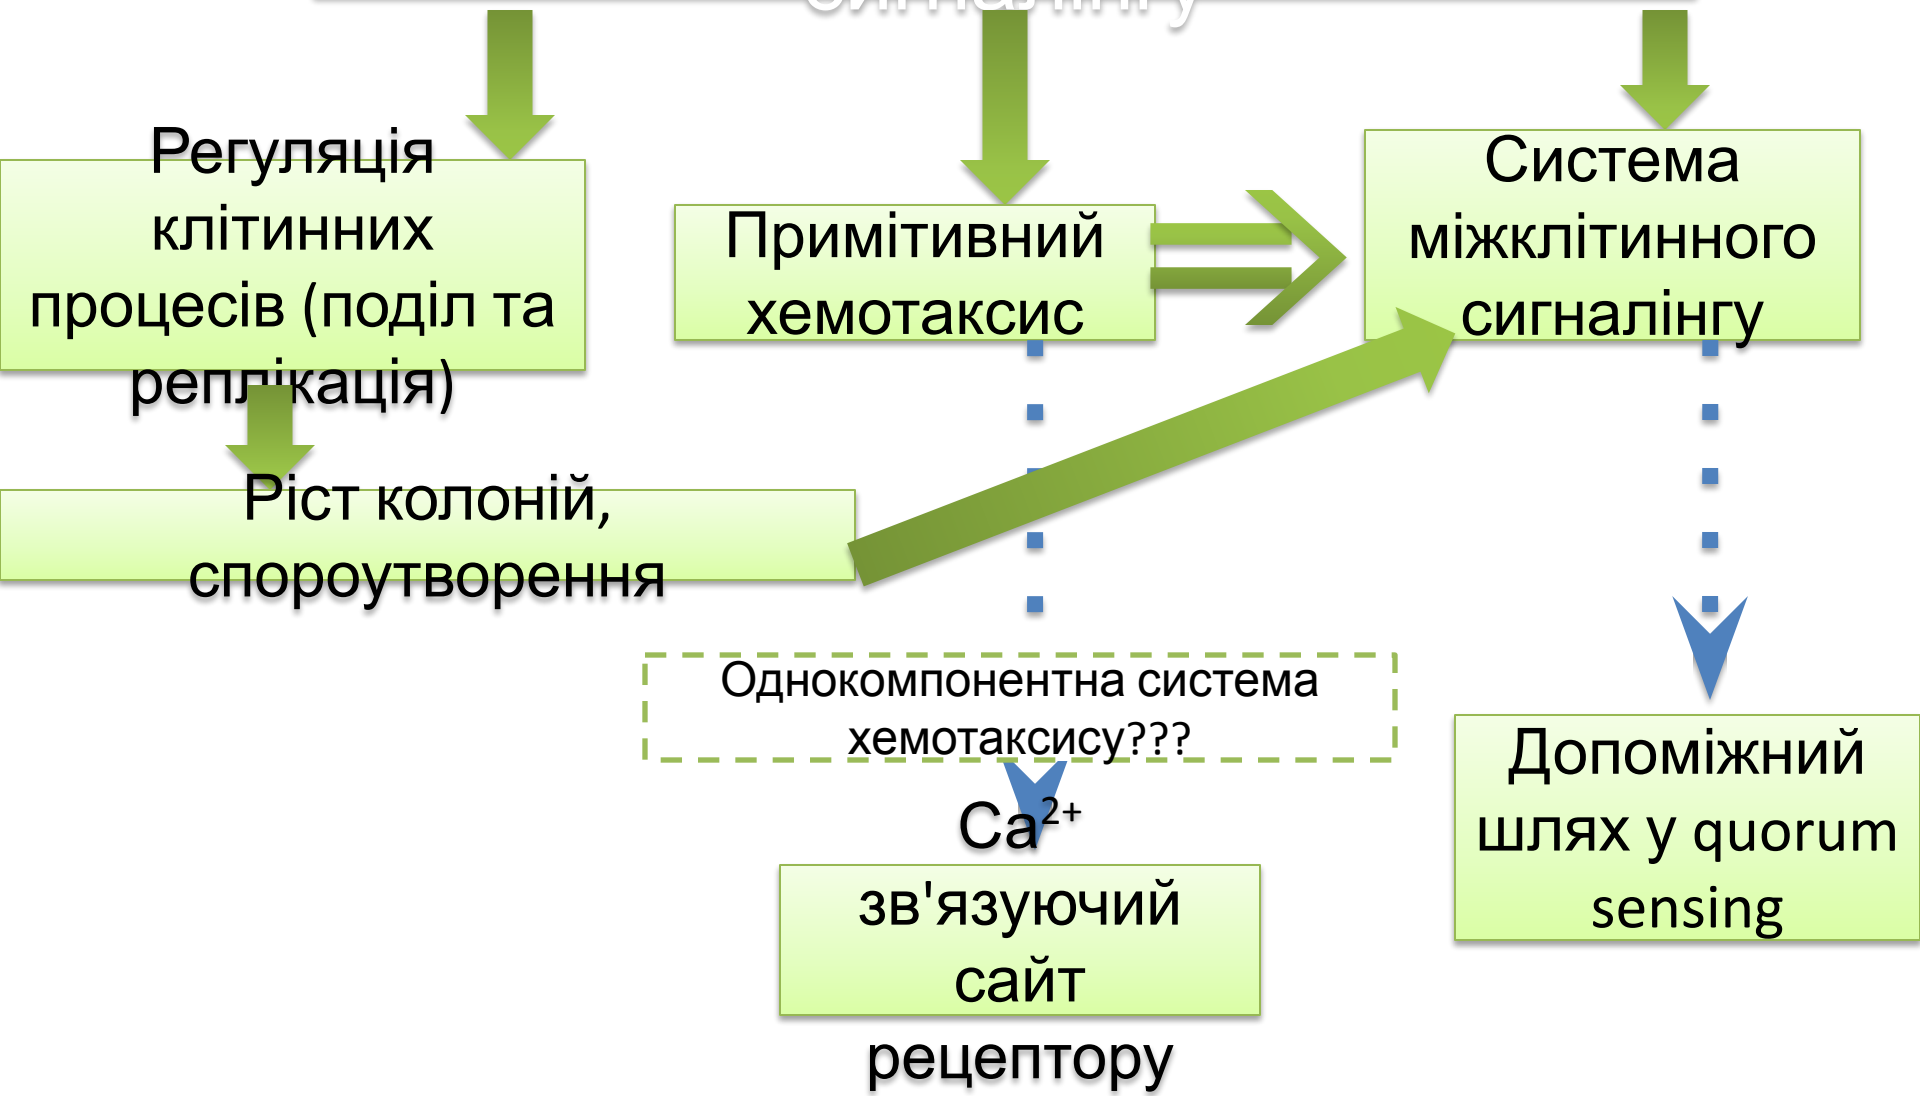 сигналінгу
Регуляція
клітинних
процесів (поділ та
реплікація)
Примітивний
хемотаксис
Система
міжклітинного
сигналінгу
Ріст колоній,
спороутворення
Однокомпонентна система
хемотаксису???
Ca2+
зв'язуючий
сайт
рецептору
Допоміжний
шлях у quorum
sensing